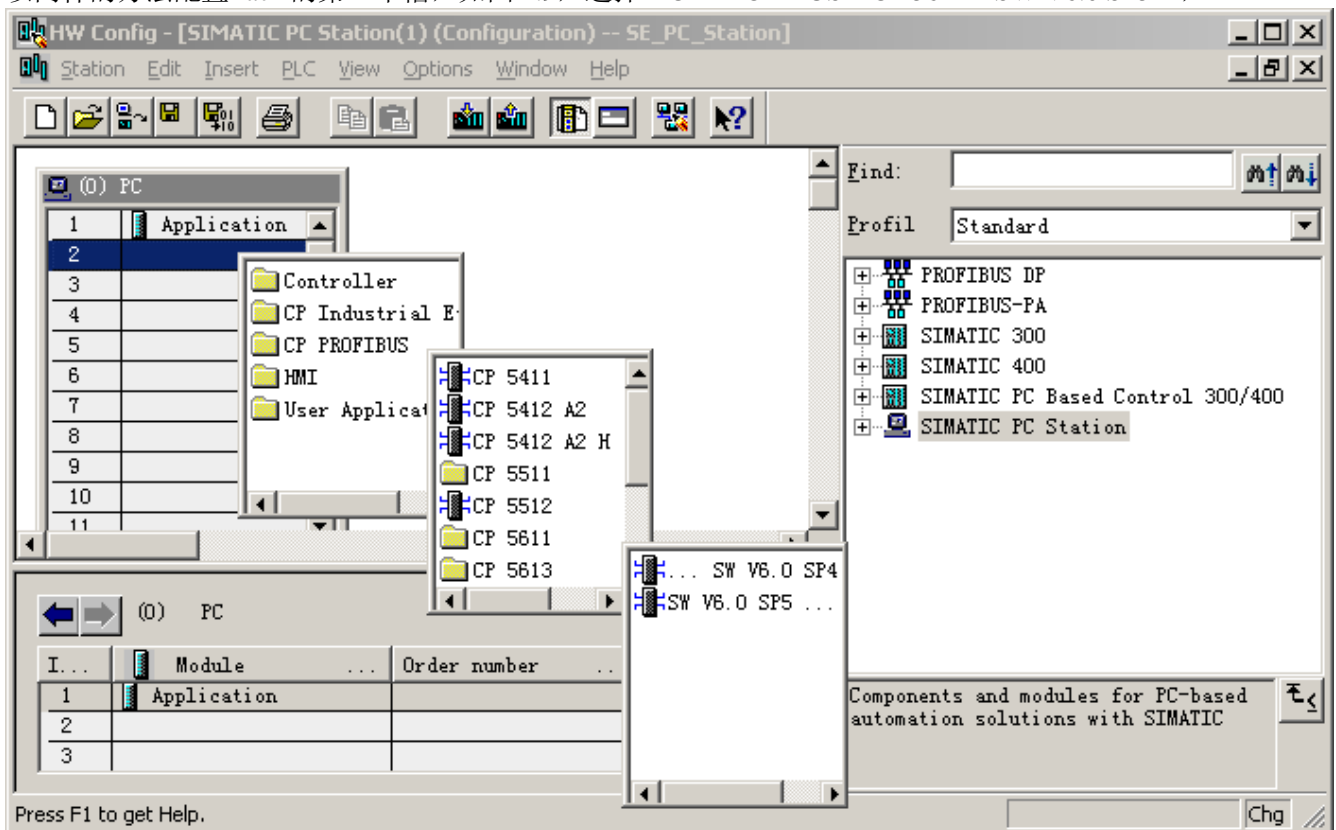 HW Config - [SIMATIC PC Station(1) (Configuration) -- SE_PC_Station]
Station Edit Insert PLC View Options Window Help
(0) PC
1 Application
2
3
4
5
6
7
8
9
10
11
Controller
CP Industrial E
CP PROFIBUS
HMI
User Applicat
CP 5411
CP 5412 A2
CP 5412 A2 H
CP 5511
CP 5512
CP 5611
CP 5613
... SW V6.0 SP4
SW V6.0 SP5 ...
Find:
Profil Standard
PROFIBUS DP
PROFIBUS-PA
SIMATIC 300
SIMATIC 400
SIMATIC PC Based Control 300/400
SIMATIC PC Station
(0) PC
I... Module ... Order number ..
1 Application
2
3
Components and modules for PC-based
automation solutions with SIMATIC
Press F1 to get Help.
Chg